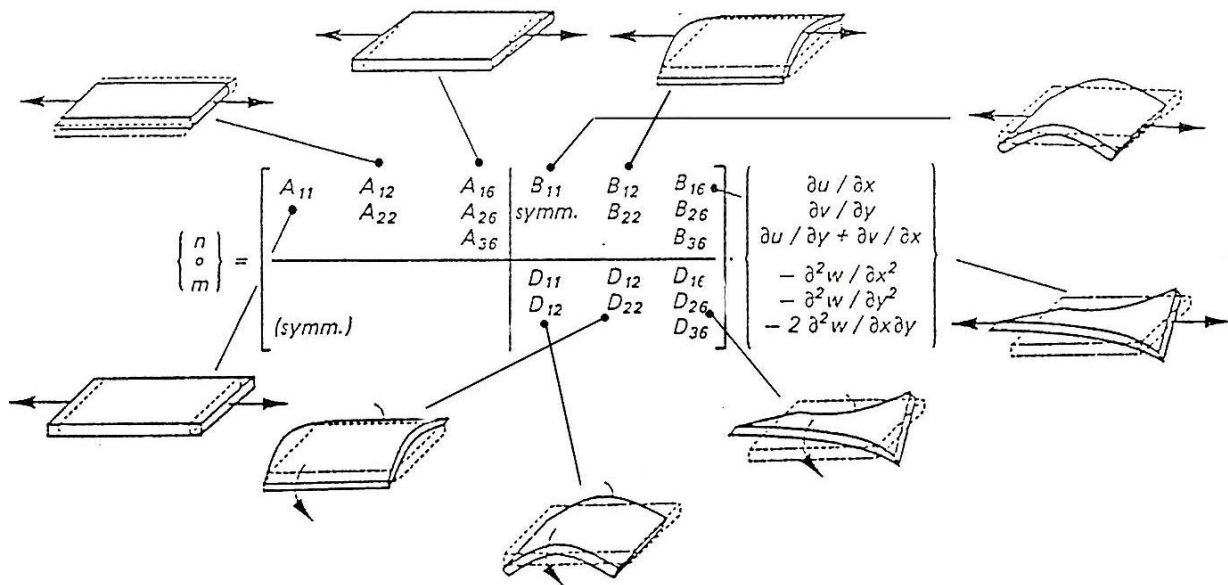 A11 A12 A16 B11 B12 B16 ∂u / ∂x
A22 A26 symm. B22 B26 ∂v / ∂y
A36 B36 ∂u / ∂y + ∂v / ∂x
{ n o m } = [ ] · { }
D11 D12 D16 − ∂²w / ∂x²
D12 D22 D26 − ∂²w / ∂y²
(symm.) D36 − 2 ∂²w / ∂x∂y